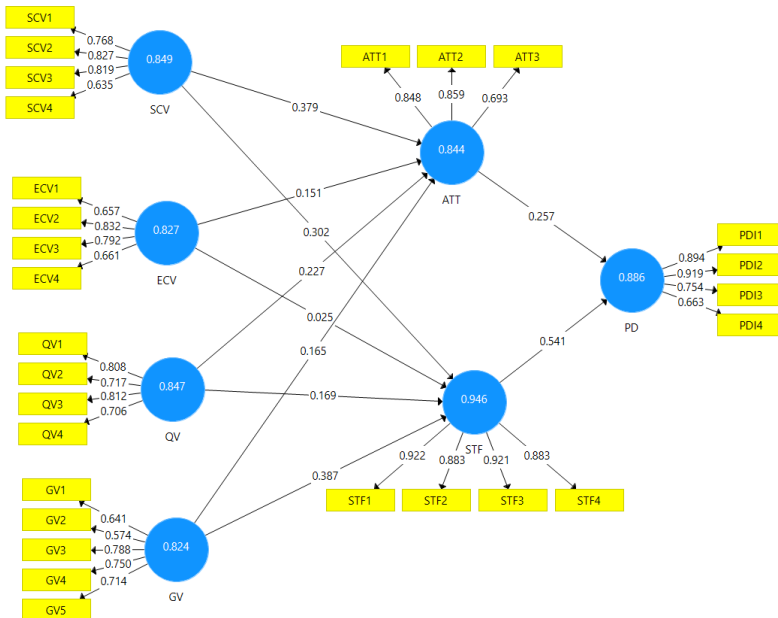 SCV1
SCV2
SCV3
SCV4
0.768
0.827
0.819
0.635
0.849
SCV
ATT1
ATT2
ATT3
0.848
0.859
0.693
0.844
ATT
0.379
0.151
0.302
0.227
0.025
0.165
0.169
0.387
ECV1
ECV2
ECV3
ECV4
0.657
0.832
0.792
0.661
0.827
ECV
0.257
0.541
0.886
PD
0.894
0.919
0.754
0.663
PDI1
PDI2
PDI3
PDI4
QV1
QV2
QV3
QV4
0.808
0.717
0.812
0.706
0.847
QV
0.946
STF
0.922
0.883
0.921
0.883
STF1
STF2
STF3
STF4
GV1
GV2
GV3
GV4
GV5
0.641
0.574
0.788
0.750
0.714
0.824
GV